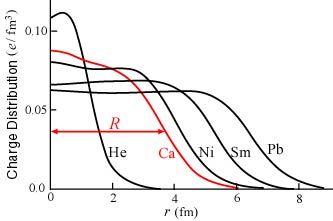 Charge Distribution (e/fm³)
0.10
0.05
0.0
R
He
Ca
Ni
Sm
Pb
0
2
4
6
8
r (fm)